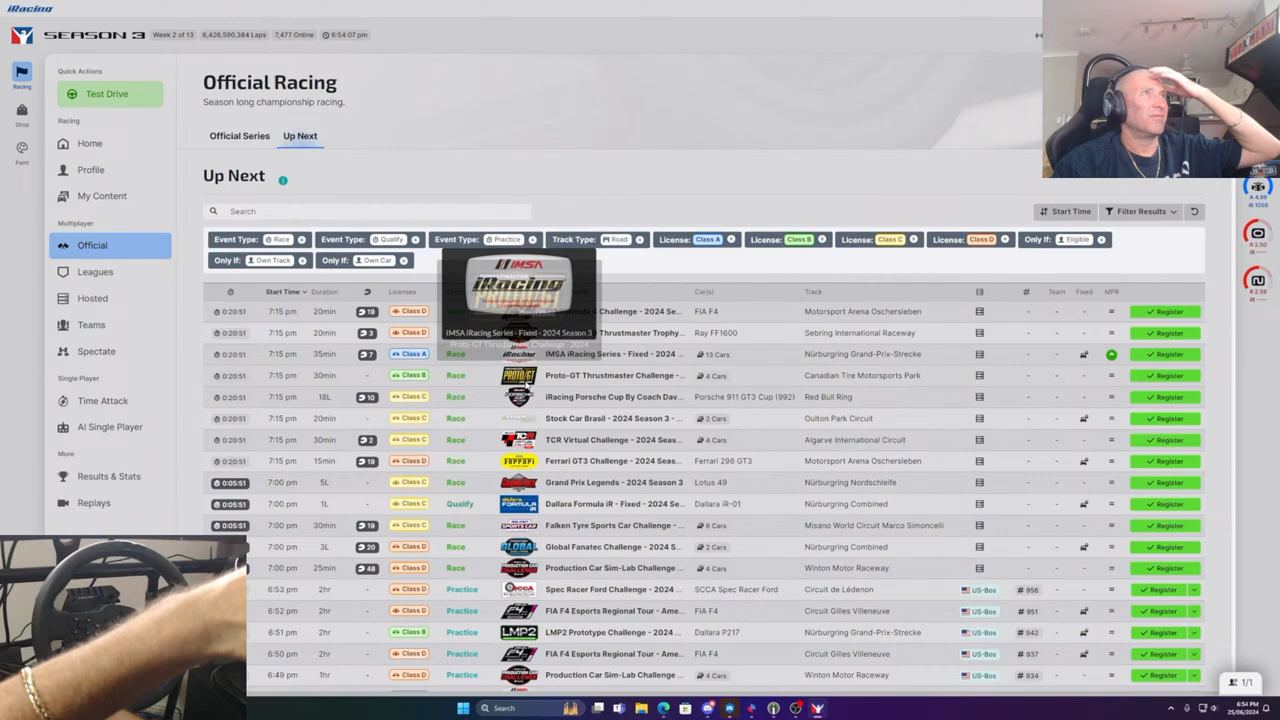 iRacing
SEASON 3 Week 2 of 13 6,426,590,384 Laps 7,477 Online 6:54:07 pm
Racing
Shop
Paint
Quick Actions
Test Drive
Racing
Home
Profile
My Content
Multiplayer
Official
Leagues
Hosted
Teams
Spectate
Single Player
Time Attack
AI Single Player
More
Results & Stats
Replays
Official Racing
Season long championship racing.
Official Series Up Next
Up Next
Search Start Time Filter Results
Event Type: Race Event Type: Qualify Event Type: Practice Track Type: Road License: Class A License: Class B License: Class C License: Class D Only If: Eligible
Only If: Own Track Only If: Own Car
IMSA
iRacing
IMSA iRacing Series - Fixed - 2024 Season 3
Proto-GT Thrustmaster Challenge - 2024
Start Time Duration Licenses Car(s) Track # Team Fixed MPR
0:20:51 7:15 pm 20min 19 Class D 4 Challenge - 2024 Se... FIA F4 Motorsport Arena Oschersleben - - = Register
0:20:51 7:15 pm 20min 3 Class D Thrustmaster Trophy... Ray FF1600 Sebring International Raceway - - = Register
0:20:51 7:15 pm 35min 7 Class A Race IMSA iRacing Series - Fixed - 2024 ... 13 Cars Nürburgring Grand-Prix-Strecke - - Register
0:20:51 7:15 pm 30min - Class B Race Proto-GT Thrustmaster Challenge - ... 4 Cars Canadian Tire Motorsports Park - - - = Register
0:20:51 7:15 pm 18L 10 Class C Race iRacing Porsche Cup By Coach Dav... Porsche 911 GT3 Cup (992) Red Bull Ring - - - = Register
0:20:51 7:15 pm 20min - Class C Race Stock Car Brasil - 2024 Season 3 - ... 2 Cars Oulton Park Circuit - - = Register
0:20:51 7:15 pm 30min 2 Class C Race TCR Virtual Challenge - 2024 Seas... 4 Cars Algarve International Circuit - - - = Register
0:20:51 7:15 pm 15min 19 Class D Race Ferrari GT3 Challenge - 2024 Seas... Ferrari 296 GT3 Motorsport Arena Oschersleben - - = Register
0:05:51 7:00 pm 5L - Class C Race Grand Prix Legends - 2024 Season 3 Lotus 49 Nürburgring Nordschleife - - - = Register
0:05:51 7:00 pm 1L - Class C Qualify Dallara Formula iR - Fixed - 2024 Se... Dallara iR-01 Nürburgring Combined - - = Register
0:05:51 7:00 pm 30min 19 Class C Race Falken Tyre Sports Car Challenge - ... 6 Cars Misano World Circuit Marco Simoncelli - - - = Register
7:00 pm 3L 20 Class D Race Global Fanatec Challenge - 2024 S... 2 Cars Nürburgring Combined - - = Register
7:00 pm 25min 48 Class D Race Production Car Sim-Lab Challenge ... Winton Motor Raceway - - = Register
6:53 pm 2hr - Class D Practice Spec Racer Ford Challenge - 2024 ... SCCA Spec Racer Ford Circuit de Lédenon US-Bos # 956 - - = Register
6:52 pm 2hr - Class D Practice FIA F4 Esports Regional Tour - Ame... FIA F4 Circuit Gilles Villeneuve US-Bos # 951 - = Register
6:51 pm 2hr - Class B Practice LMP2 Prototype Challenge - 2024 ... Dallara P217 Nürburgring Grand-Prix-Strecke US-Bos # 942 - = Register
6:50 pm 2hr - Class D Practice FIA F4 Esports Regional Tour - Ame... FIA F4 Circuit Gilles Villeneuve US-Bos # 937 - = Register
6:49 pm 1hr - Class D Practice Production Car Sim-Lab Challenge ... Winton Motor Raceway US-Bos # 934 - = Register
A 4.99
iR 1559
R 2.50
R 2.59
1/1
Search
6:54 PM
25/06/2024